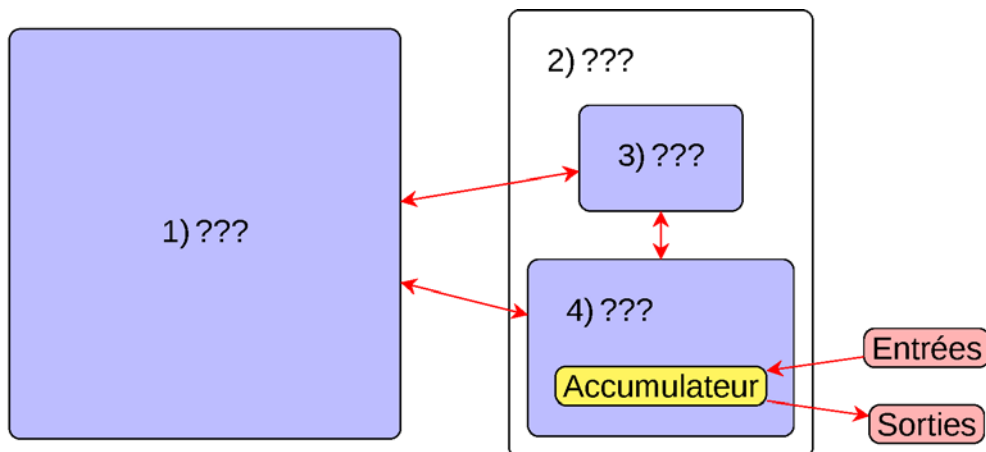 1) ???
2) ???
3) ???
4) ???
Accumulateur
Entrées
Sorties